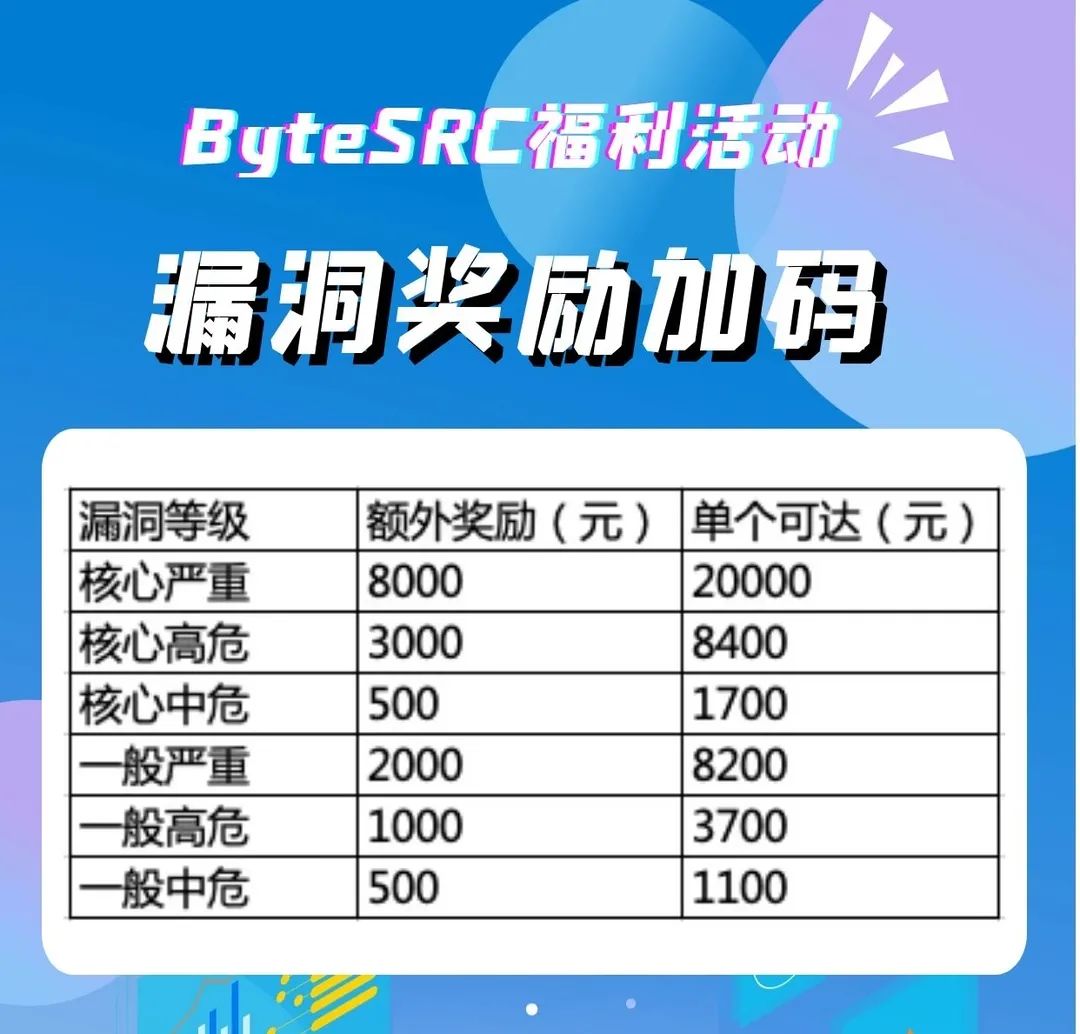 ByteSRC福利活动
漏洞奖励加码
漏洞等级 额外奖励（元） 单个可达（元）
核心严重 8000 20000
核心高危 3000 8400
核心中危 500 1700
一般严重 2000 8200
一般高危 1000 3700
一般中危 500 1100